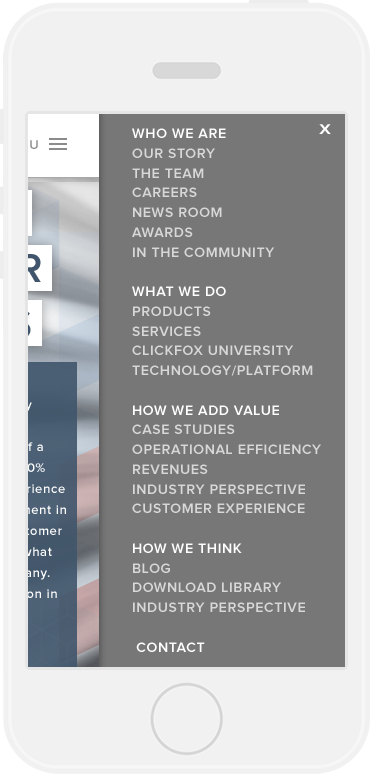 U
X
WHO WE ARE
OUR STORY
THE TEAM
CAREERS
NEWS ROOM
AWARDS
IN THE COMMUNITY
WHAT WE DO
PRODUCTS
SERVICES
CLICKFOX UNIVERSITY
TECHNOLOGY/PLATFORM
HOW WE ADD VALUE
CASE STUDIES
OPERATIONAL EFFICIENCY
REVENUES
INDUSTRY PERSPECTIVE
CUSTOMER EXPERIENCE
HOW WE THINK
BLOG
DOWNLOAD LIBRARY
INDUSTRY PERSPECTIVE
CONTACT
R
y
f a
0%
rience
nent in
tomer
what
any.
on in